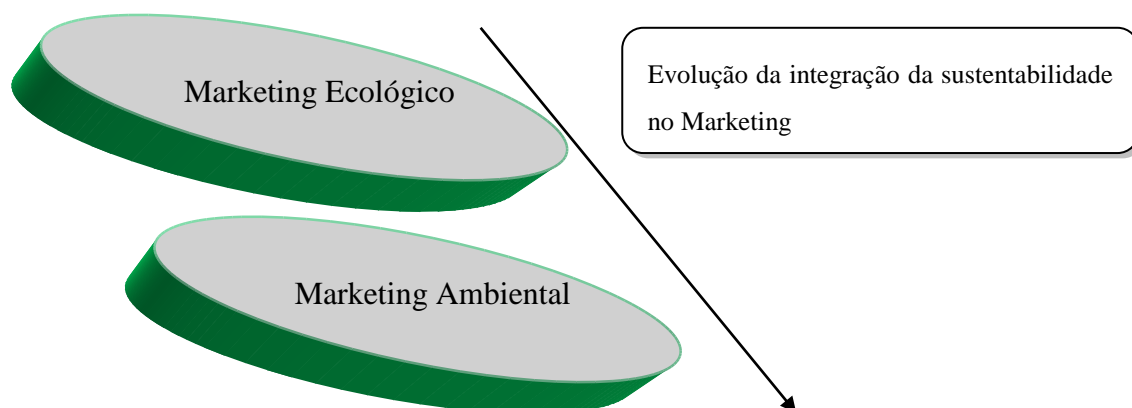 Marketing Ecológico
Evolução da integração da sustentabilidade
no Marketing
Marketing Ambiental